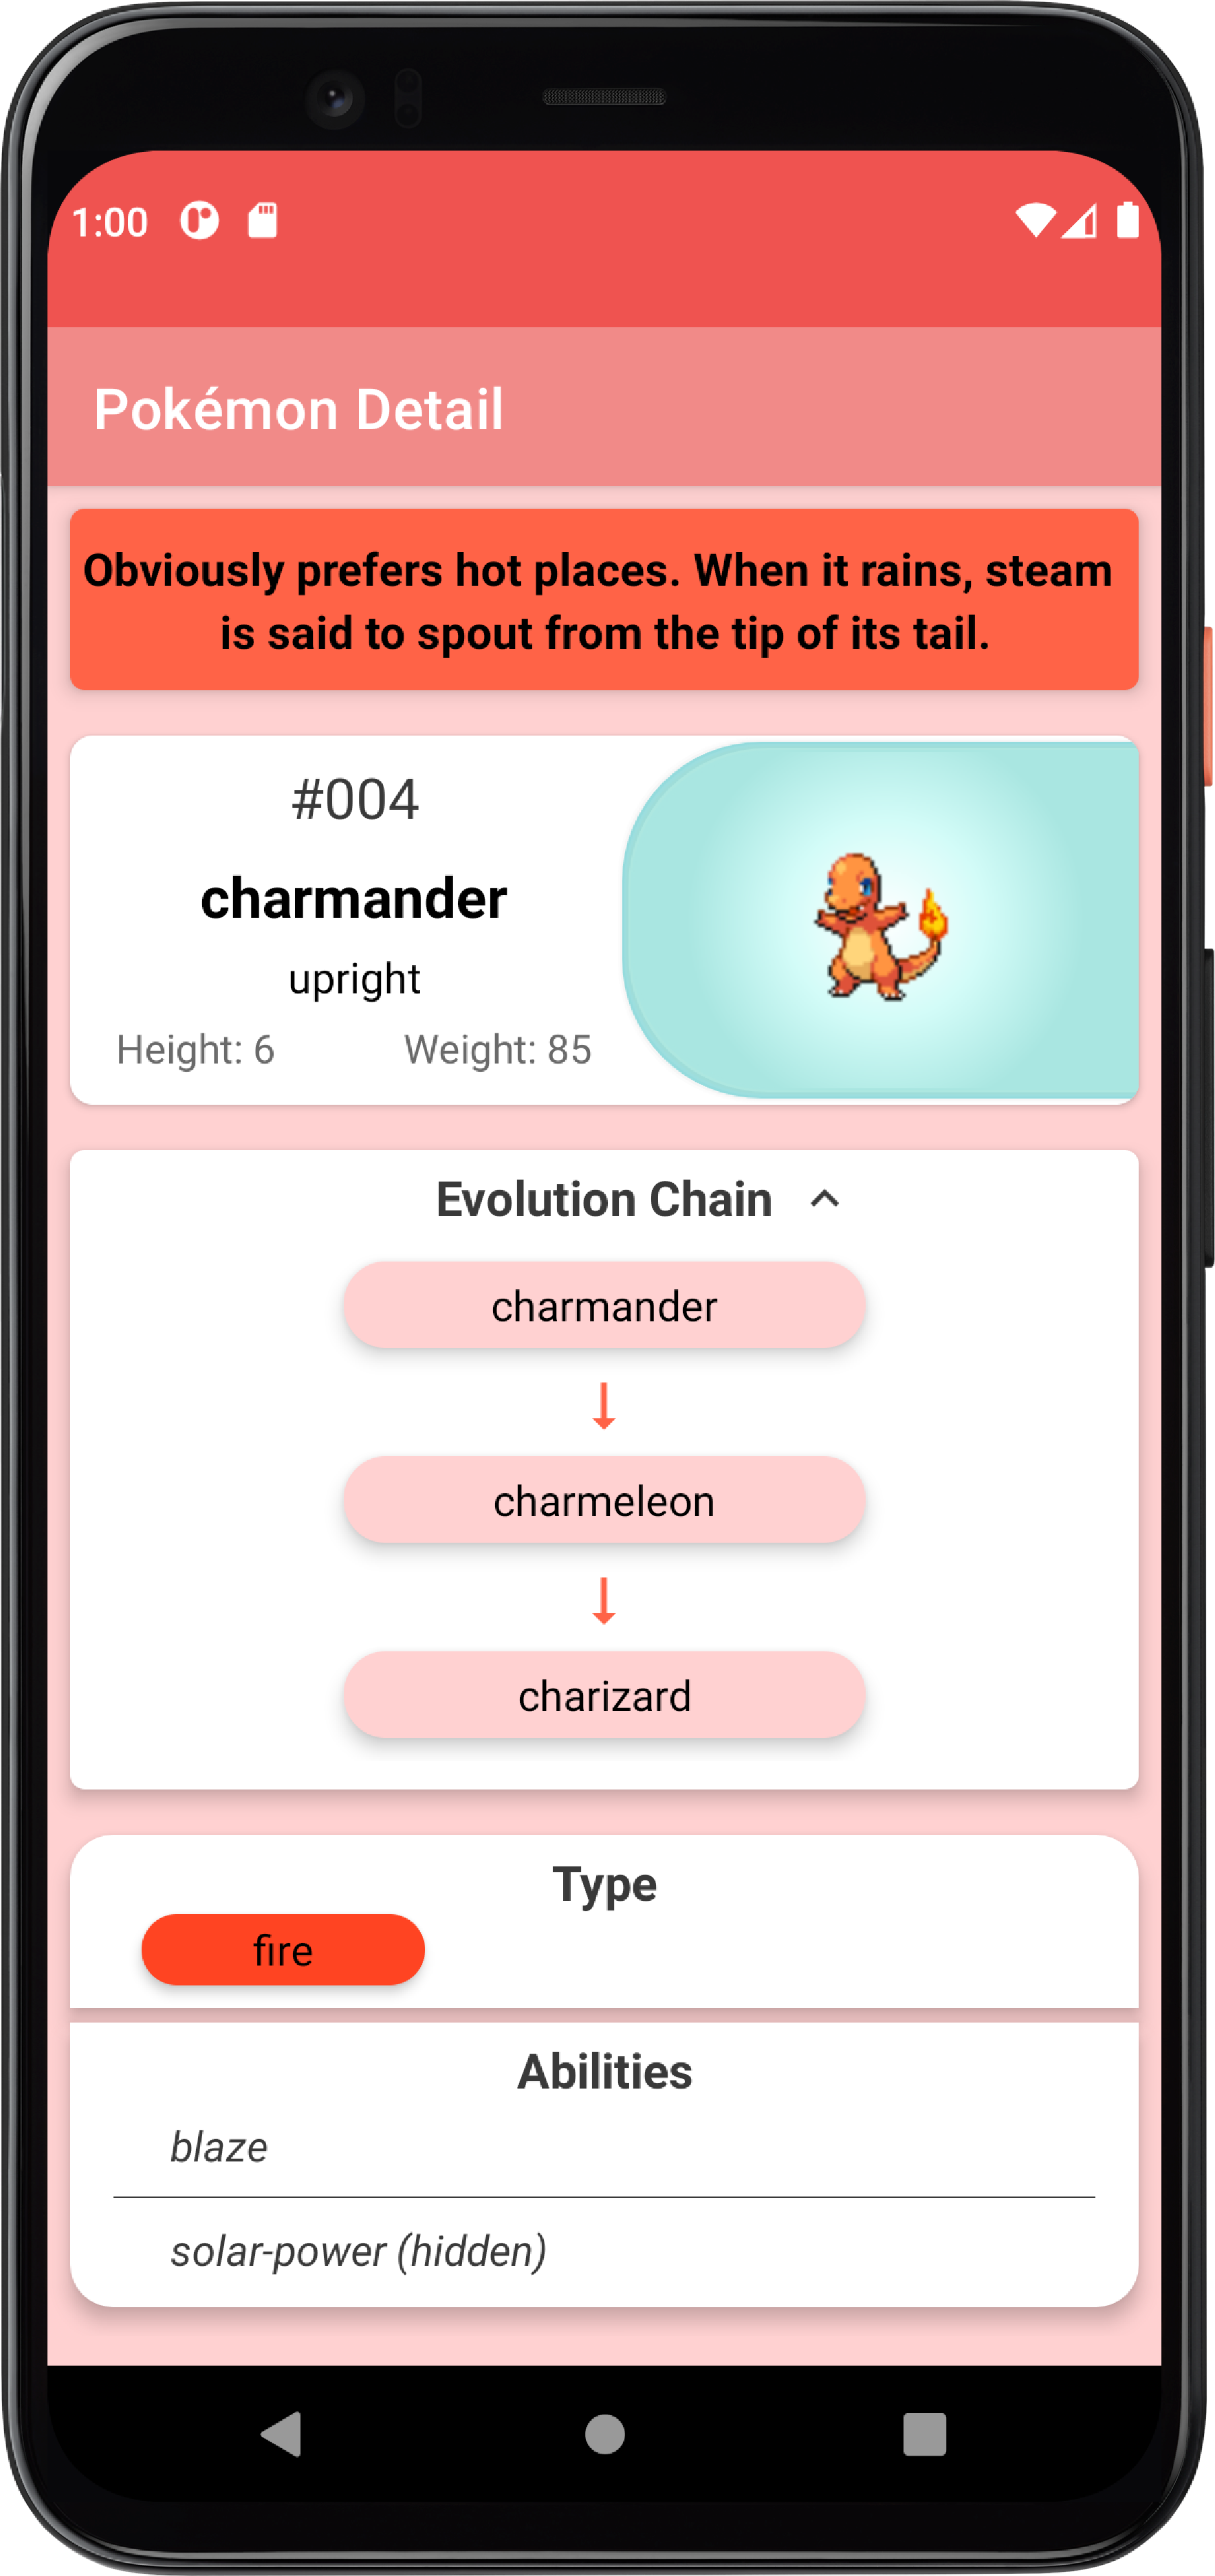 1:00
Pokémon Detail
Obviously prefers hot places. When it rains, steam
is said to spout from the tip of its tail.
#004
charmander
upright
Height: 6 Weight: 85
Evolution Chain
charmander
charmeleon
charizard
Type
fire
Abilities
blaze
solar-power (hidden)